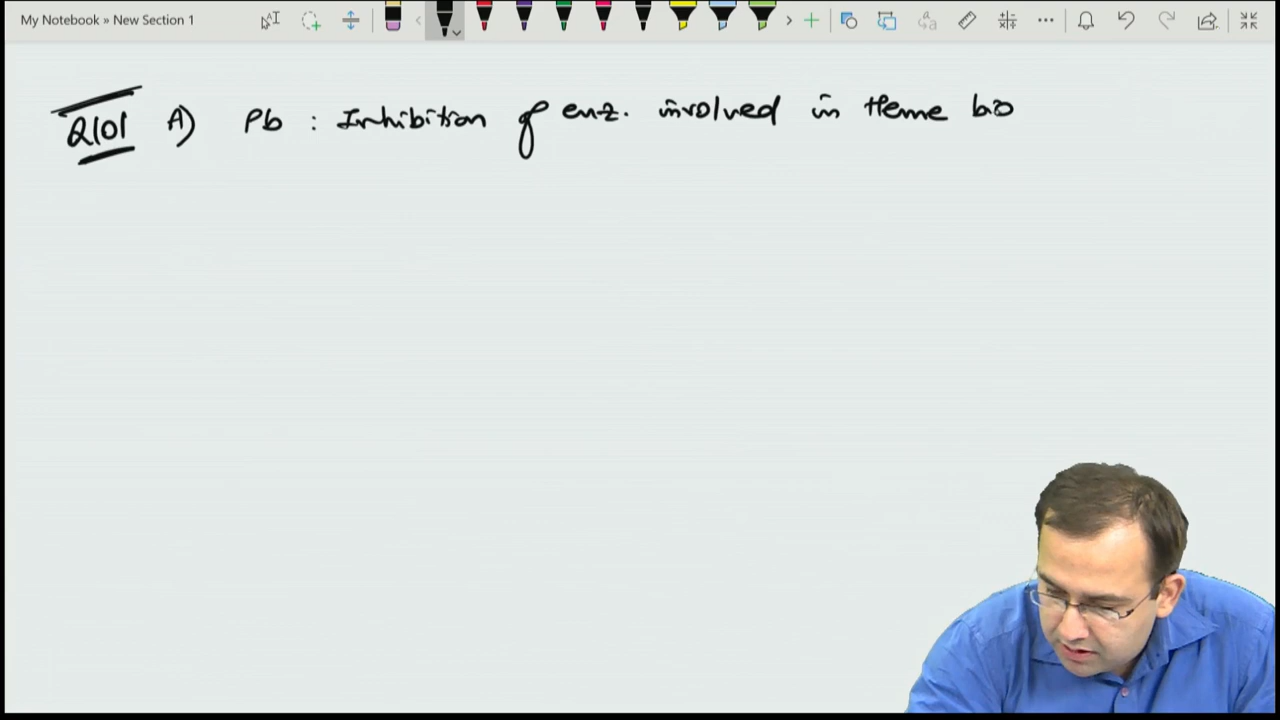 My Notebook » New Section 1
Q101 A) Pb : Inhibition of enz. involved in Heme bio